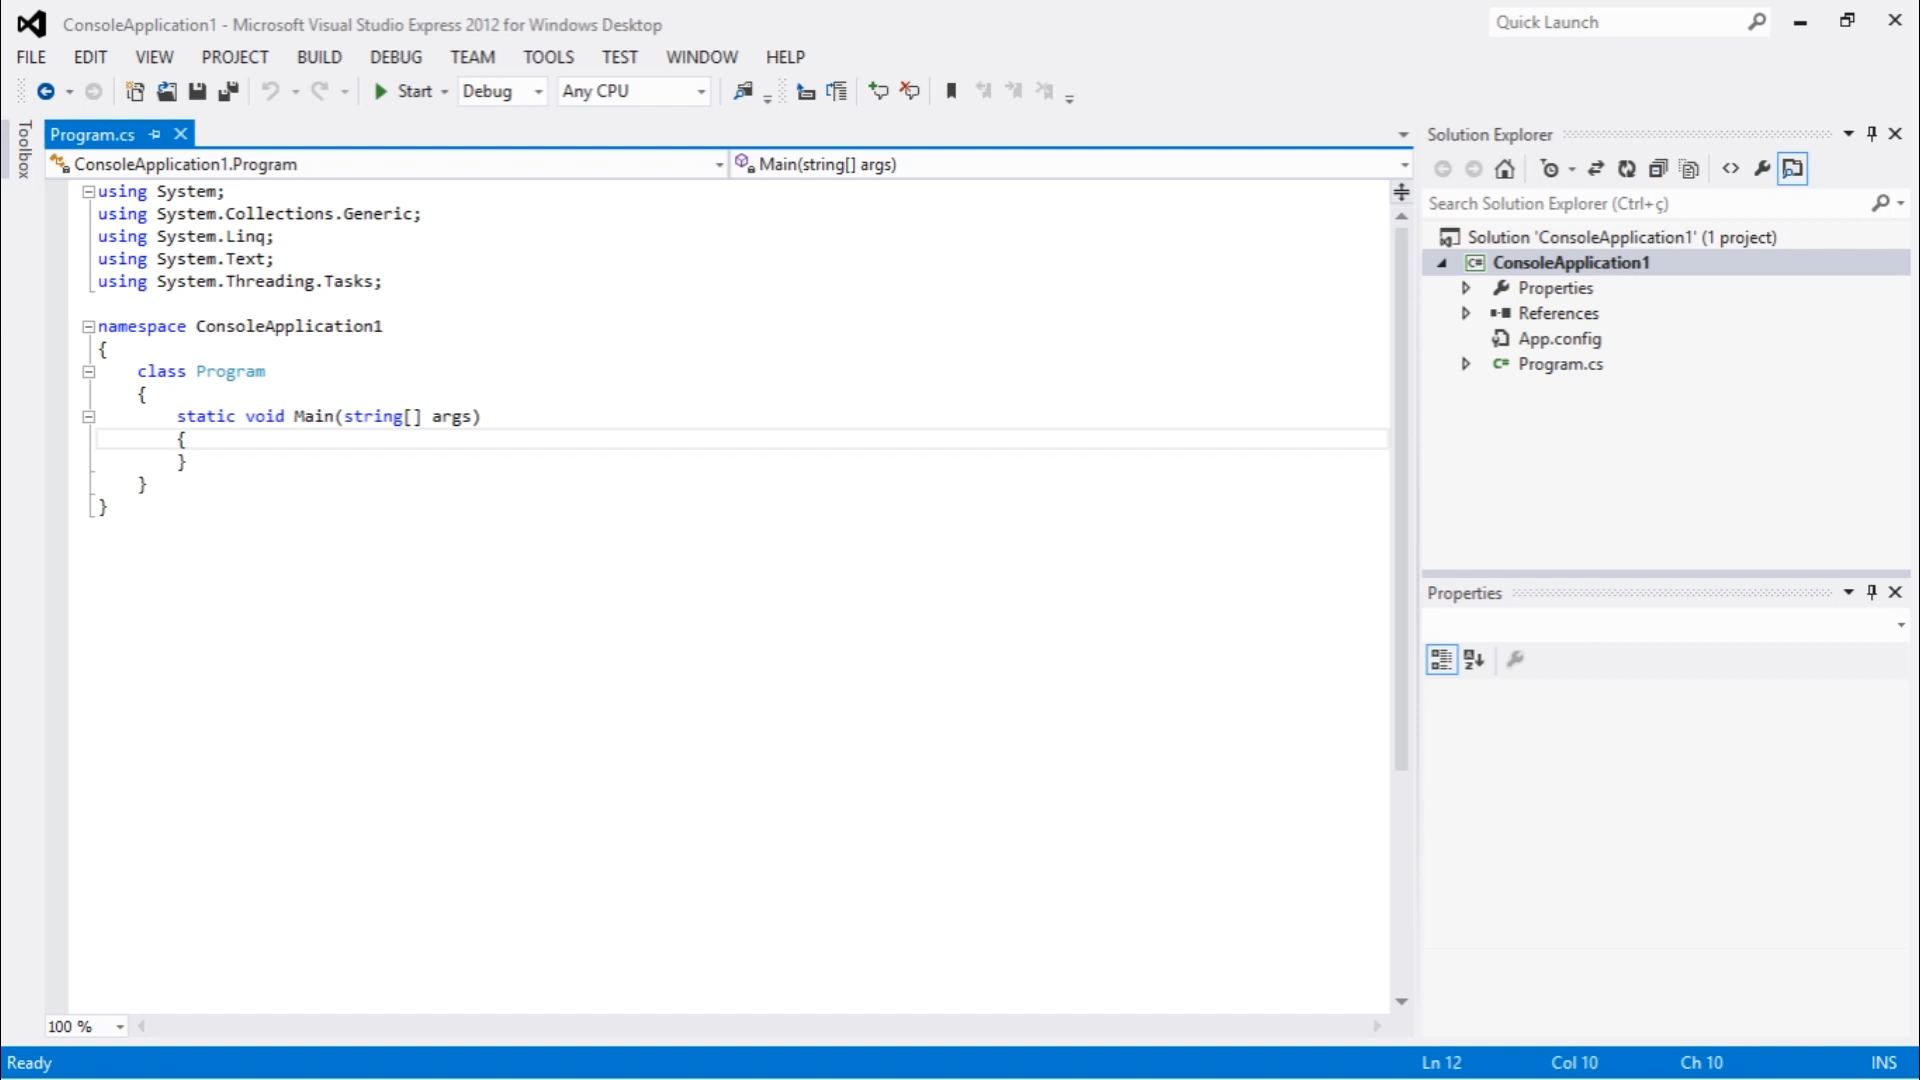 ConsoleApplication1 - Microsoft Visual Studio Express 2012 for Windows Desktop
Quick Launch
FILE EDIT VIEW PROJECT BUILD DEBUG TEAM TOOLS TEST WINDOW HELP
Start Debug Any CPU
Toolbox
Program.cs
ConsoleApplication1.Program
Main(string[] args)
using System;
using System.Collections.Generic;
using System.Linq;
using System.Text;
using System.Threading.Tasks;
namespace ConsoleApplication1
{
class Program
{
static void Main(string[] args)
{
}
}
}
100 %
Solution Explorer
Search Solution Explorer (Ctrl+ç)
Solution 'ConsoleApplication1' (1 project)
C# ConsoleApplication1
Properties
References
App.config
C# Program.cs
Properties
Ready
Ln 12 Col 10 Ch 10 INS